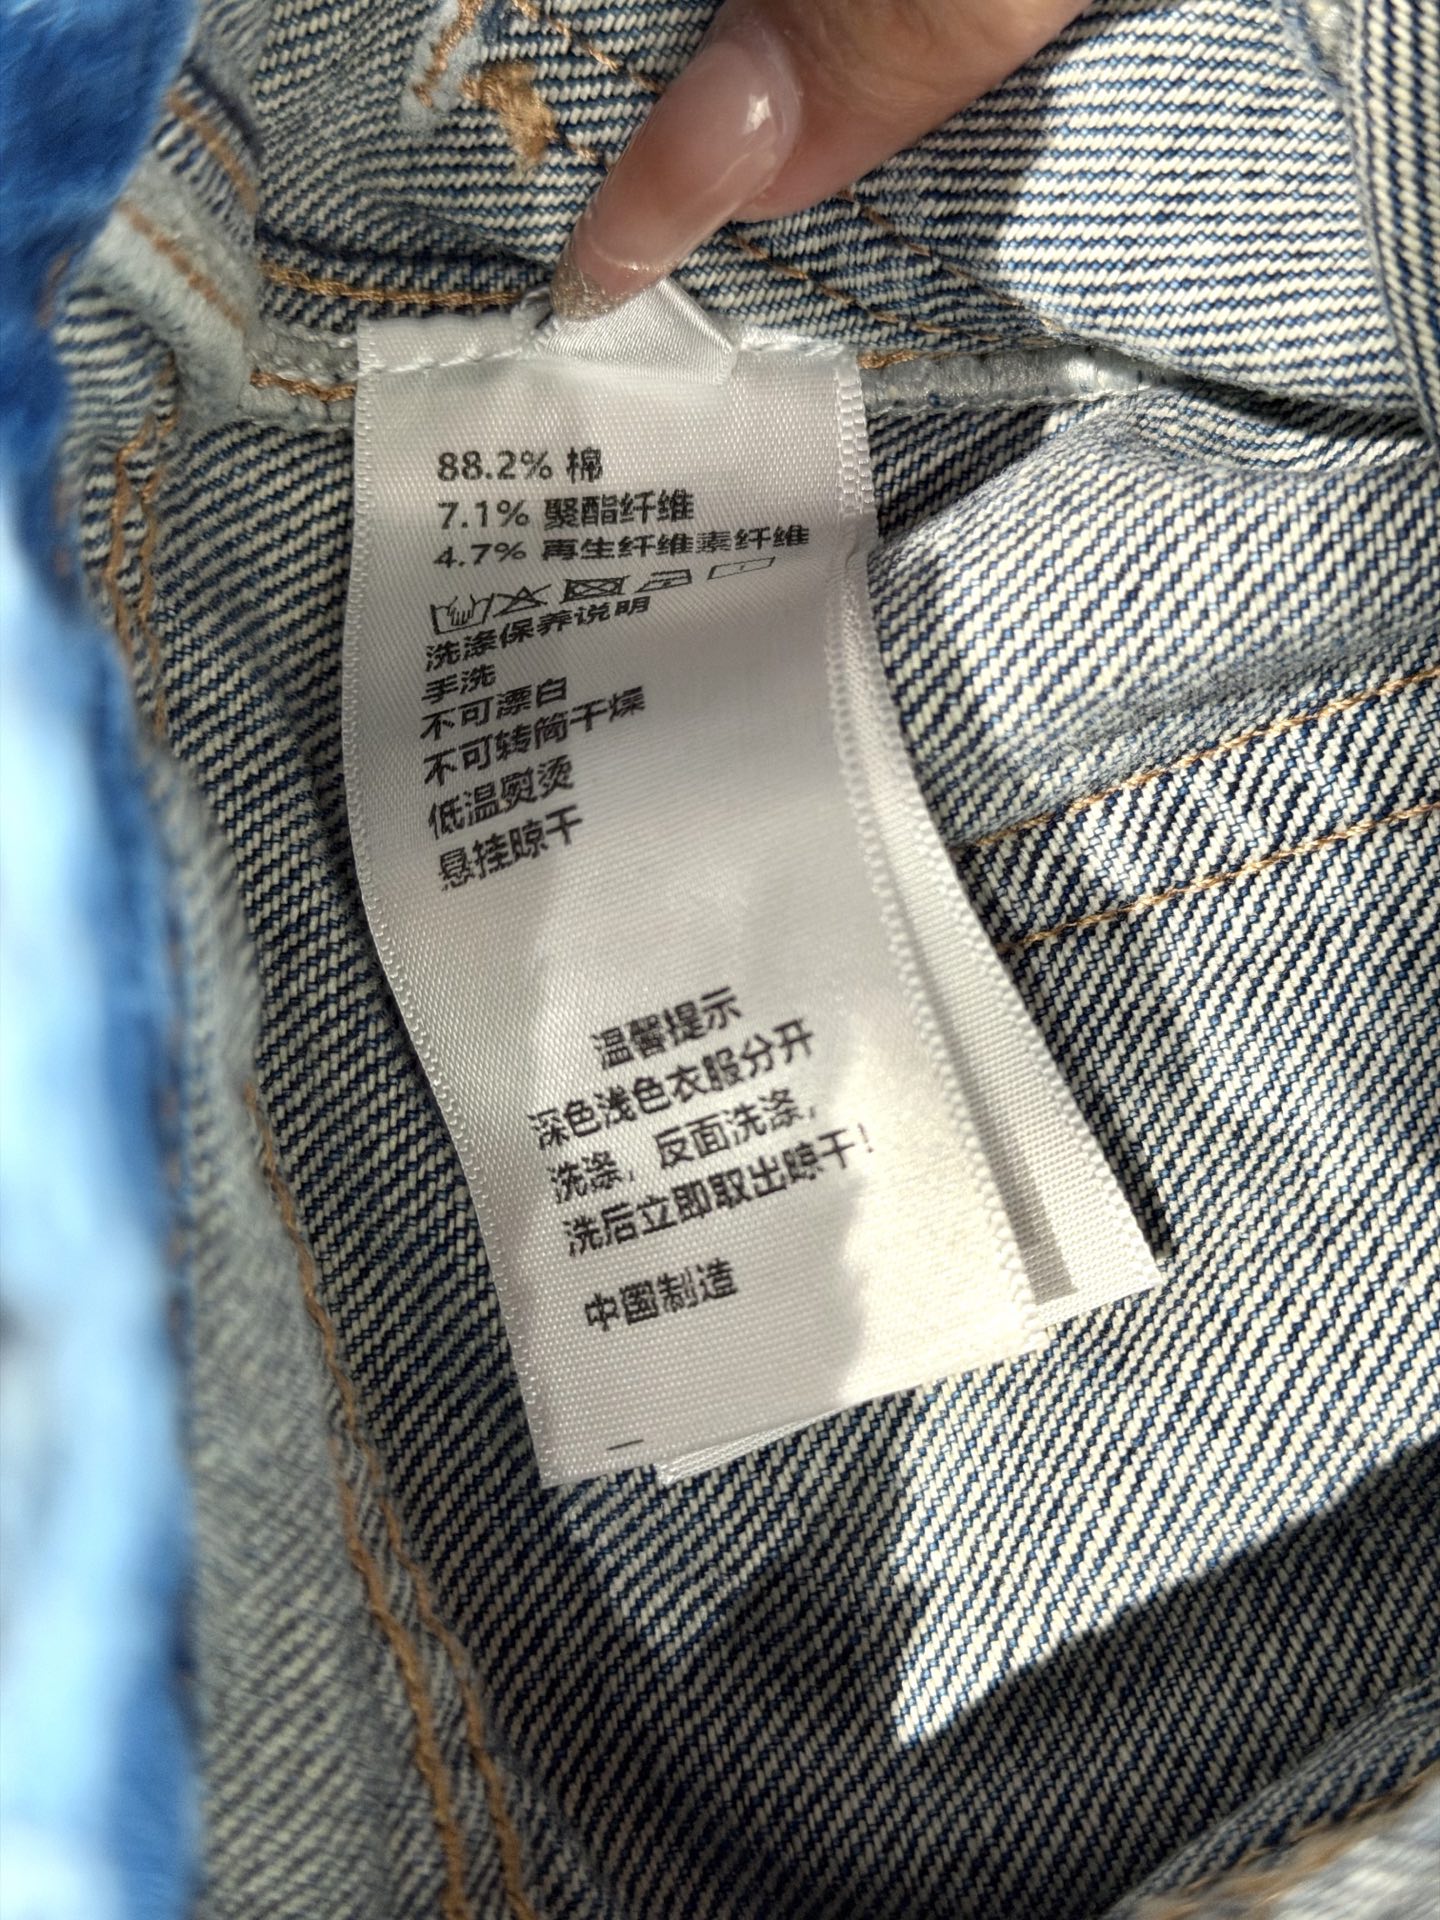 88.2% 棉
7.1% 聚酯纤维
4.7% 再生纤维素纤维
洗涤保养说明
手洗
不可漂白
不可转筒干燥
低温熨烫
悬挂晾干
温馨提示
深色浅色衣服分开
洗涤，反面洗涤，
洗后立即取出晾干！
中国制造